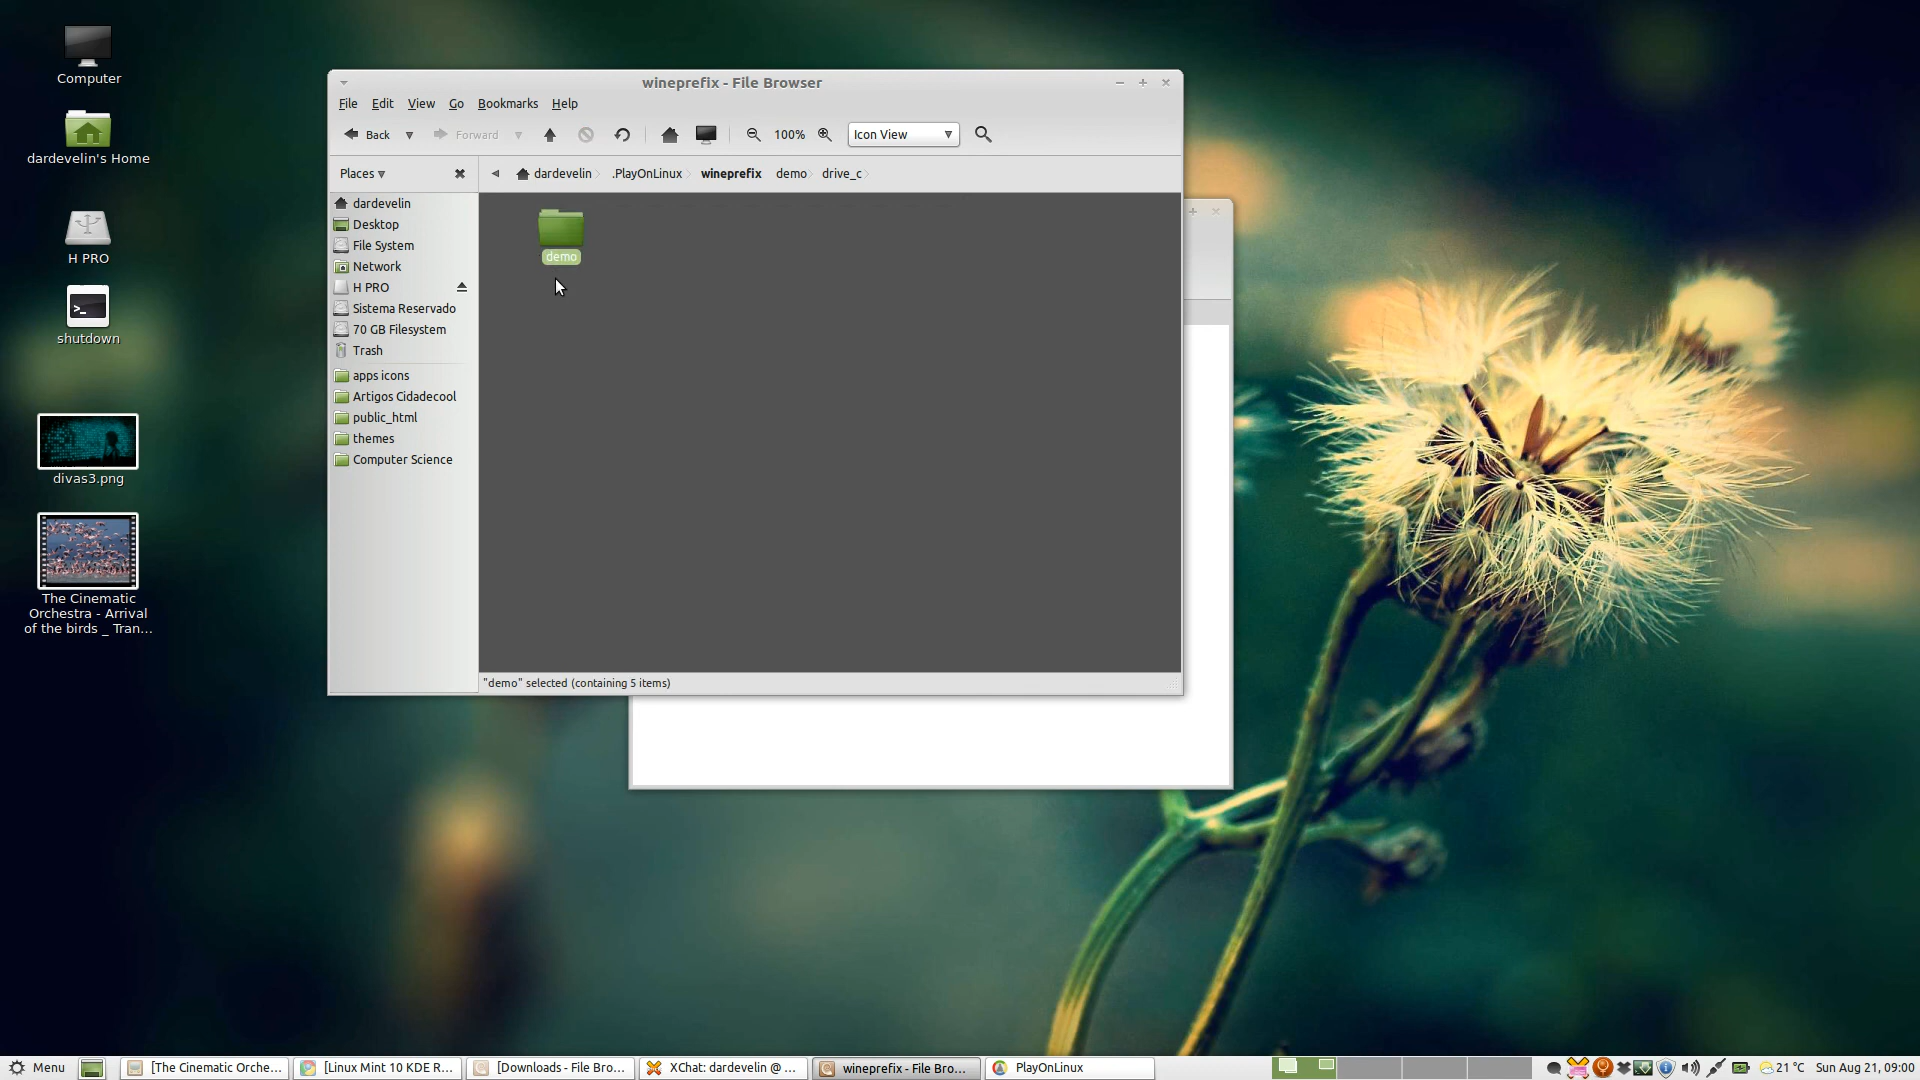 Computer
dardevelin's Home
H PRO
shutdown
divas3.png
The Cinematic
Orchestra - Arrival
of the birds _ Tran...
wineprefix - File Browser
File Edit View Go Bookmarks Help
Back Forward 100% Icon View
Places dardevelin .PlayOnLinux wineprefix demo drive_c
dardevelin
Desktop
File System
Network
H PRO
Sistema Reservado
70 GB Filesystem
Trash
apps icons
Artigos Cidadecool
public_html
themes
Computer Science
demo
"demo" selected (containing 5 items)
Menu [The Cinematic Orche... [Linux Mint 10 KDE R... [Downloads - File Bro... XChat: dardevelin @ ... wineprefix - File Bro... PlayOnLinux 21 °C Sun Aug 21, 09:00